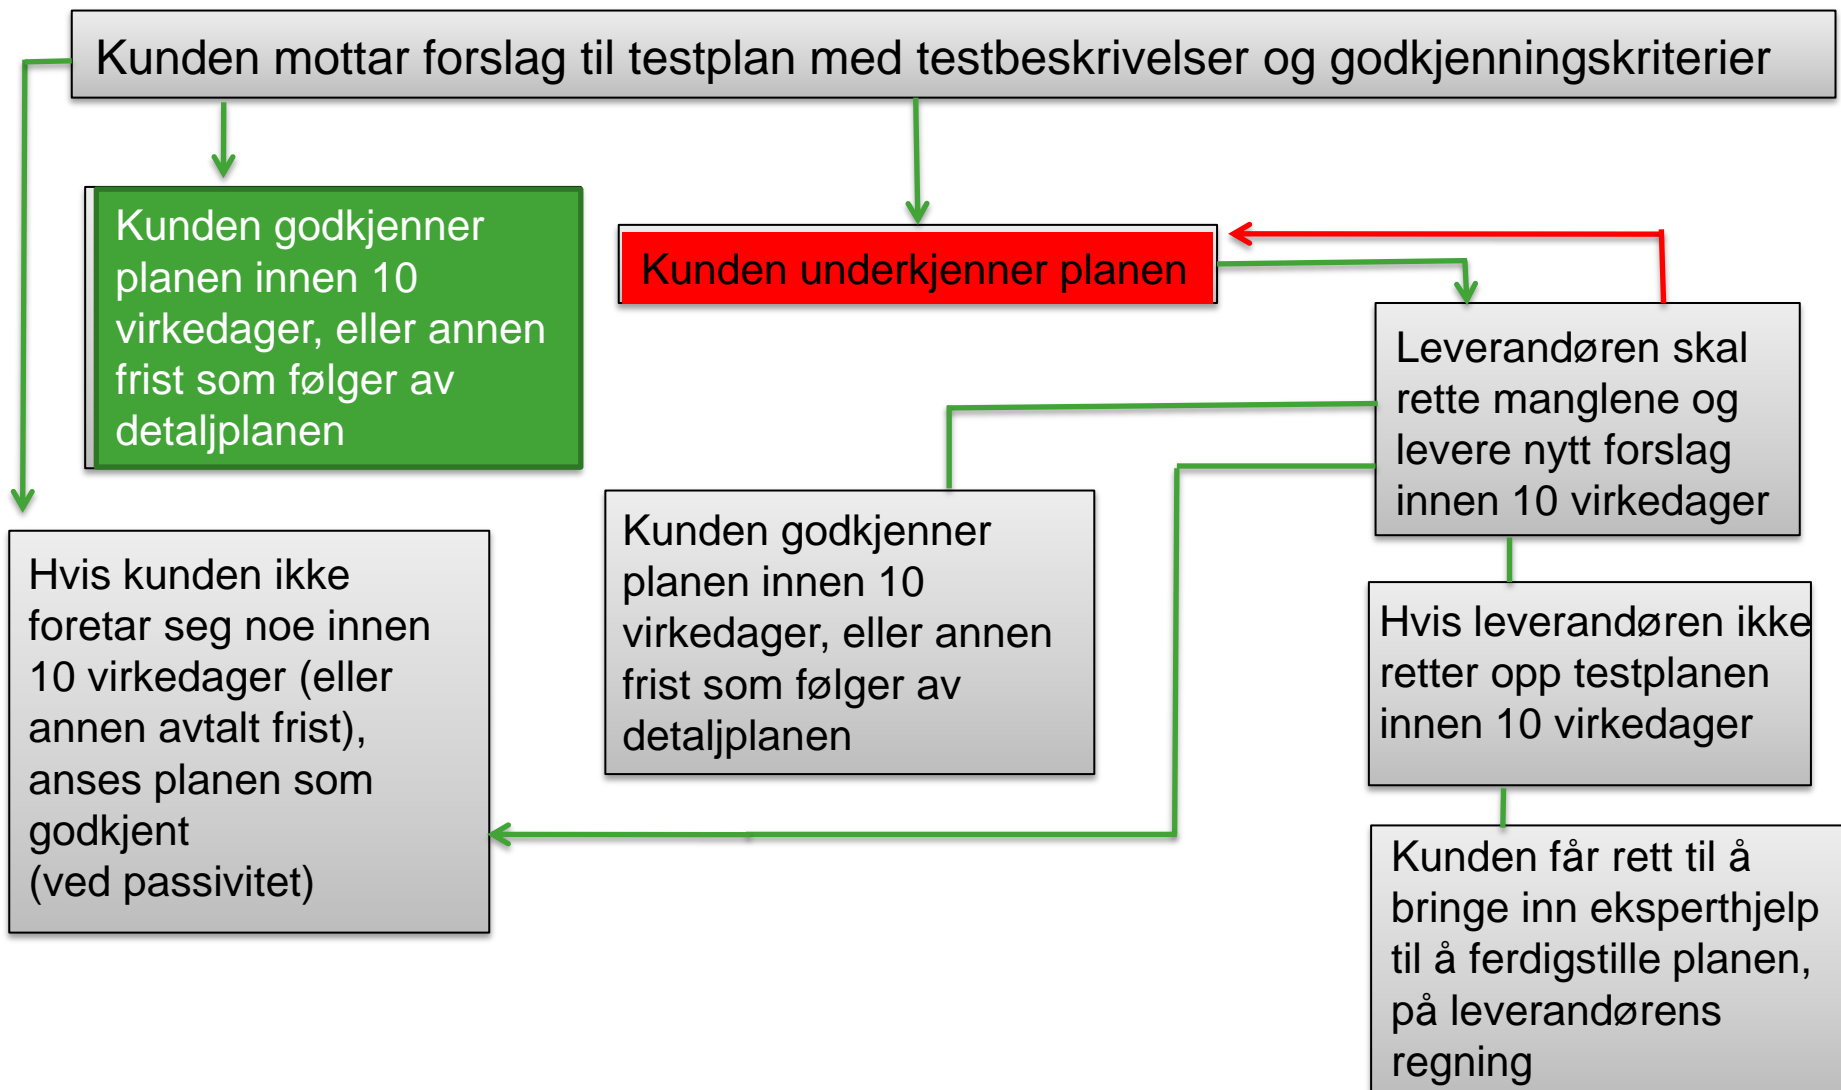 Kunden mottar forslag til testplan med testbeskrivelser og godkjenningskriterier
Kunden godkjenner
planen innen 10
virkedager, eller annen
frist som følger av
detaljplanen
Kunden underkjenner planen
Leverandøren skal
rette manglene og
levere nytt forslag
innen 10 virkedager
Kunden godkjenner
planen innen 10
virkedager, eller annen
frist som følger av
detaljplanen
Hvis kunden ikke
foretar seg noe innen
10 virkedager (eller
annen avtalt frist),
anses planen som
godkjent
(ved passivitet)
Hvis leverandøren ikke
retter opp testplanen
innen 10 virkedager
Kunden får rett til å
bringe inn eksperthjelp
til å ferdigstille planen,
på leverandørens
regning